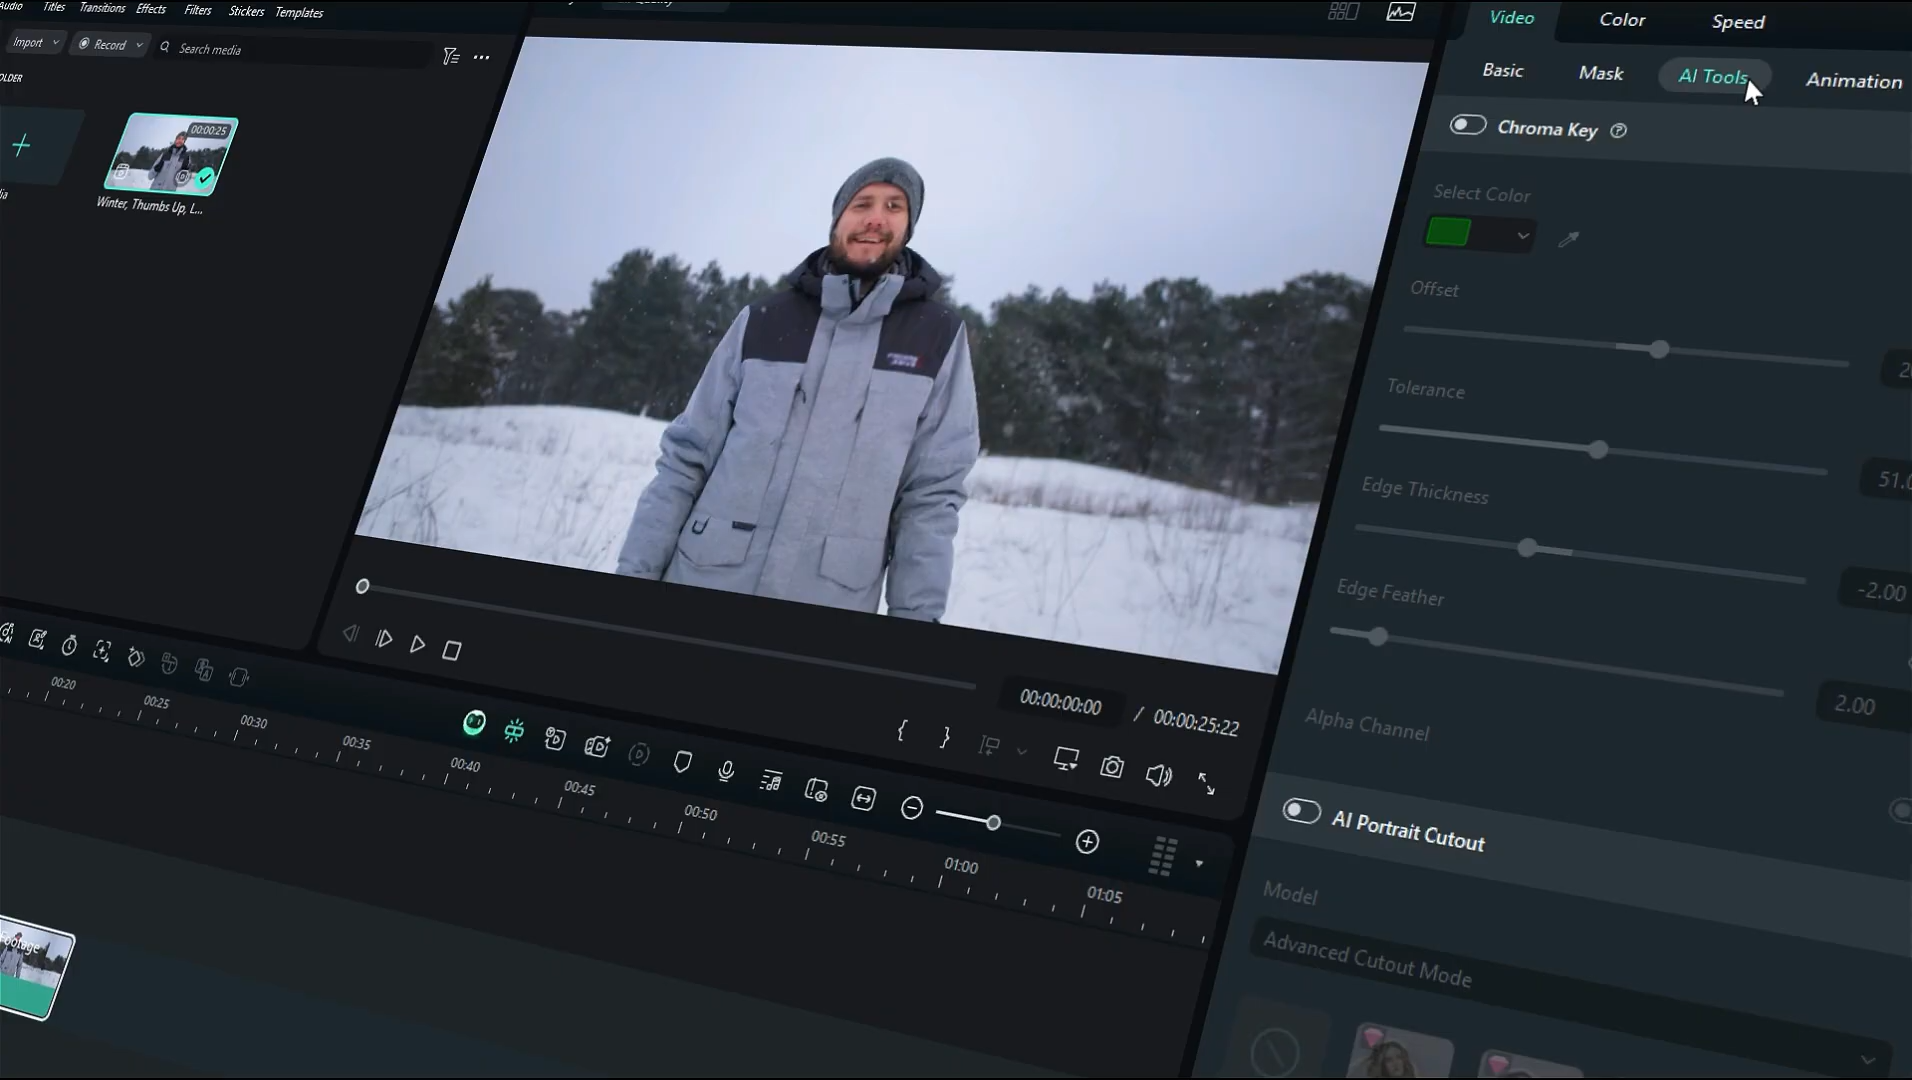 Audio Titles Transitions Effects Filters Stickers Templates
Import Record Search media
OLDER
00:00:25
Winter, Thumbs Up, L...
Video Color Speed
Basic Mask AI Tools Animation
Chroma Key
Select Color
Offset
Tolerance
51.0
Edge Thickness
-2.00
Edge Feather
2.00
Alpha Channel
AI Portrait Cutout
Model
Advanced Cutout Mode
00:00:00:00 / 00:00:25:22
00:20 00:25 00:30 00:35 00:40 00:45 00:50 00:55 01:00 01:05
Footage